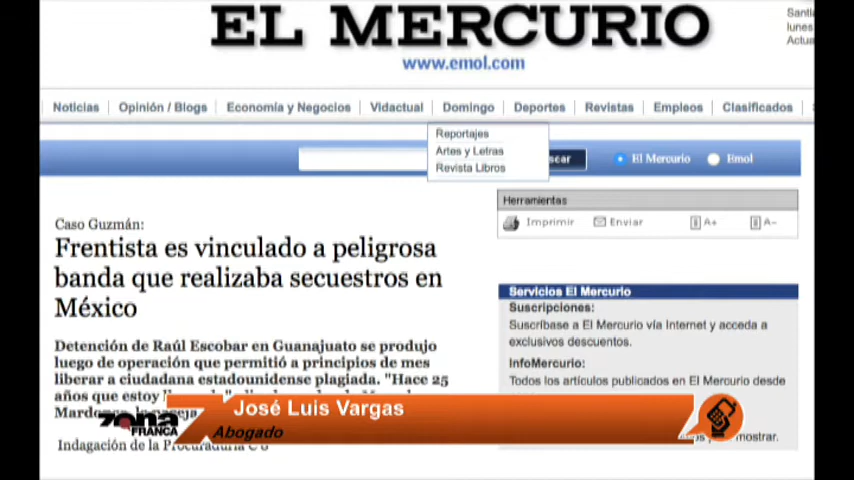 EL MERCURIO
www.emol.com
Noticias
Opinión / Blogs
Economía y Negocios
Vidactual
Domingo
Deportes
Revistas
Empleos
Clasificados
Reportajes
Artes y Letras
Revista Libros
El Mercurio
Emol
Caso Guzmán:
Frentista es vinculado a peligrosa
banda que realizaba secuestros en
México
Detención de Raúl Escobar en Guanajuato se produjo
luego de operación que permitió a principios de mes
liberar a ciudadana estadounidense plagiada. "Hace 25
años que estoy
Herramientas
Imprimir
Enviar
A+
A-
Servicios El Mercurio
Suscripciones:
Suscríbase a El Mercurio vía Internet y acceda a
exclusivos descuentos.
InfoMercurio:
Todos los artículos publicados en El Mercurio desde
mostrar.
Indagación de la
zona
FRANCA
José Luis Vargas
Abogado